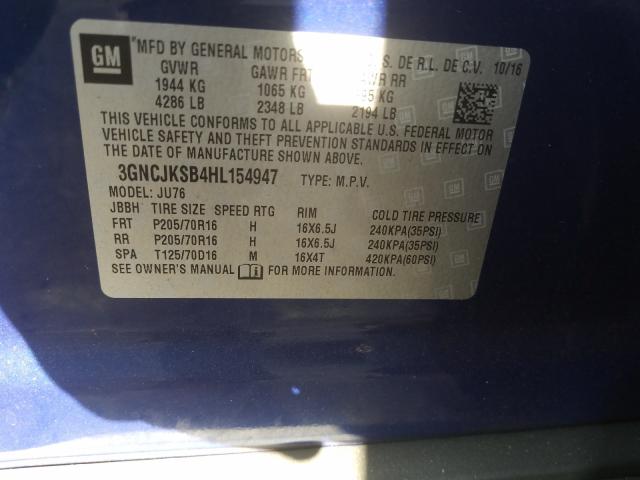 GM
MFD BY GENERAL MOTORS S. DE R.L. DE C.V. 10/16
GVWR GAWR FRT GAWR RR
1944 KG 1065 KG 995 KG
4286 LB 2348 LB 2194 LB
THIS VEHICLE CONFORMS TO ALL APPLICABLE U.S. FEDERAL MOTOR
VEHICLE SAFETY AND THEFT PREVENTION STANDARDS IN EFFECT ON
THE DATE OF MANUFACTURE SHOWN ABOVE.
3GNCJKSB4HL154947 TYPE: M.P.V.
MODEL: JU76
JBBH TIRE SIZE SPEED RTG RIM COLD TIRE PRESSURE
FRT P205/70R16 H 16X6.5J 240KPA(35PSI)
RR P205/70R16 H 16X6.5J 240KPA(35PSI)
SPA T125/70D16 M 16X4T 420KPA(60PSI)
SEE OWNER'S MANUAL FOR MORE INFORMATION.